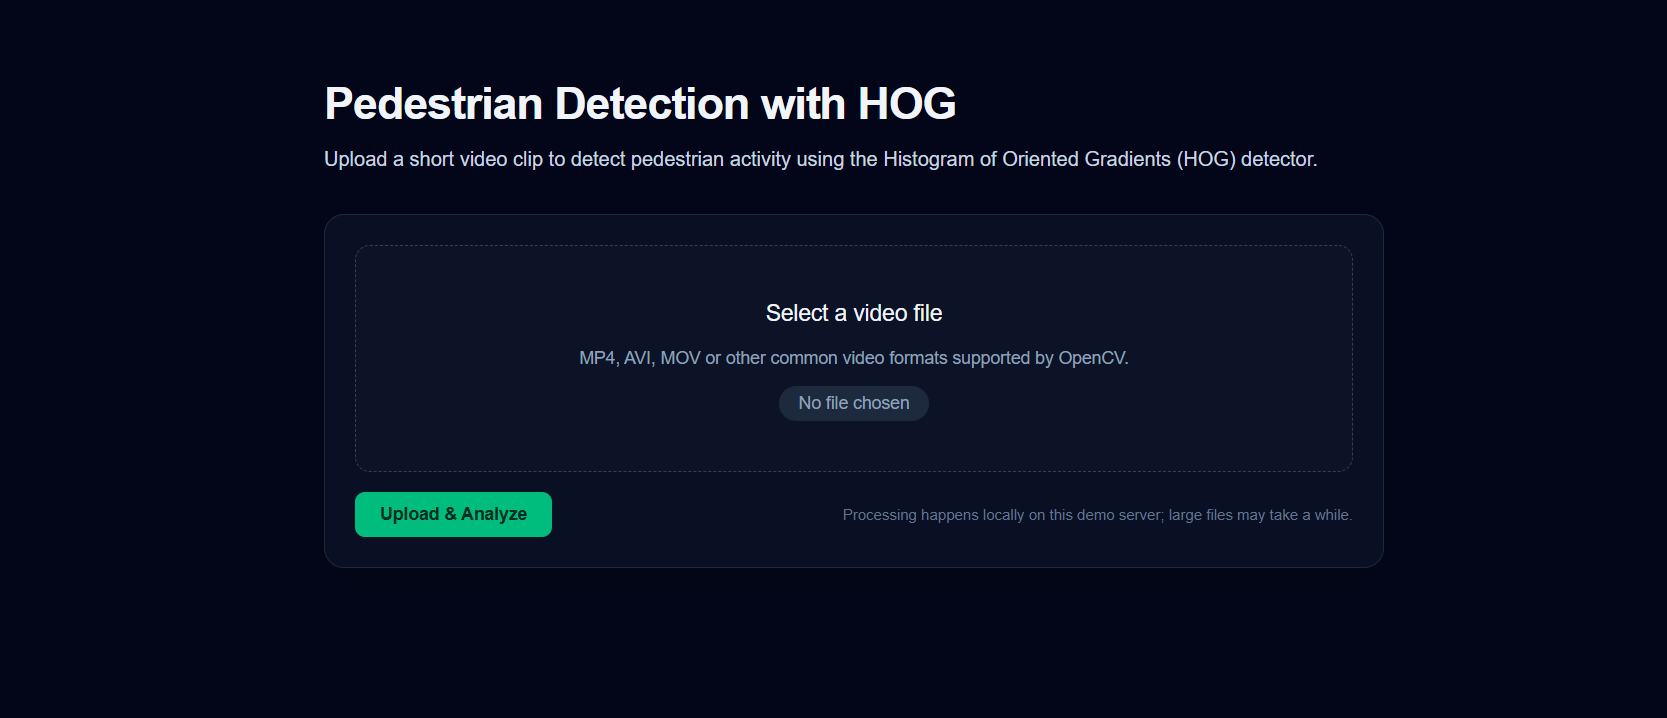 Pedestrian Detection with HOG
Upload a short video clip to detect pedestrian activity using the Histogram of Oriented Gradients (HOG) detector.
Select a video file
MP4, AVI, MOV or other common video formats supported by OpenCV.
No file chosen
Upload & Analyze
Processing happens locally on this demo server; large files may take a while.